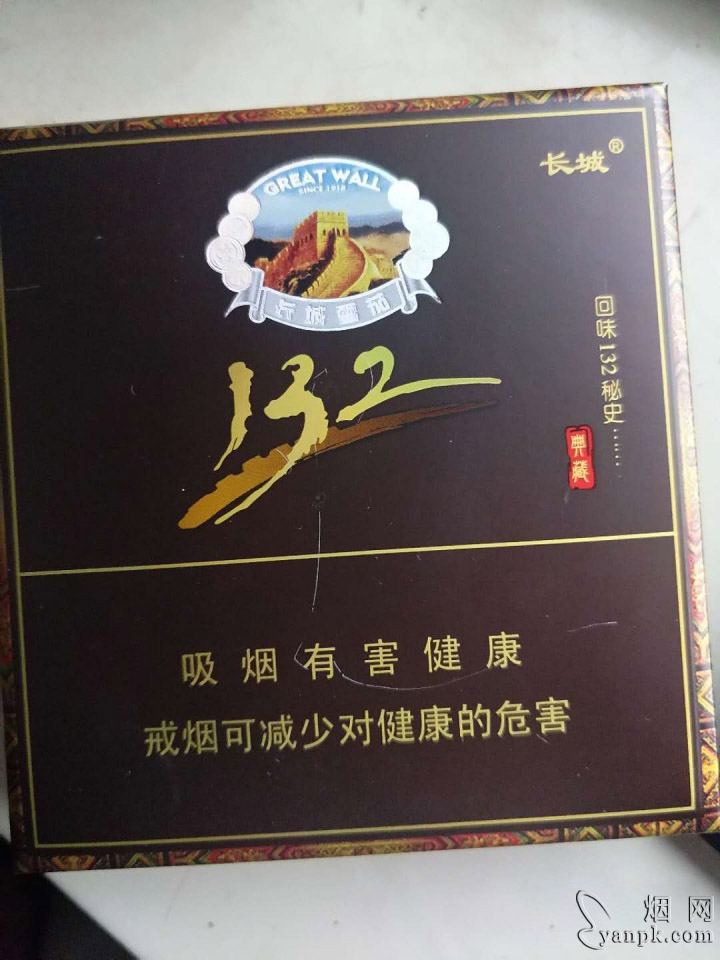 长城®
GREAT WALL
SINCE 1918
132
回味132秘史……
典藏
吸烟有害健康
戒烟可减少对健康的危害
烟网
yanpk.com